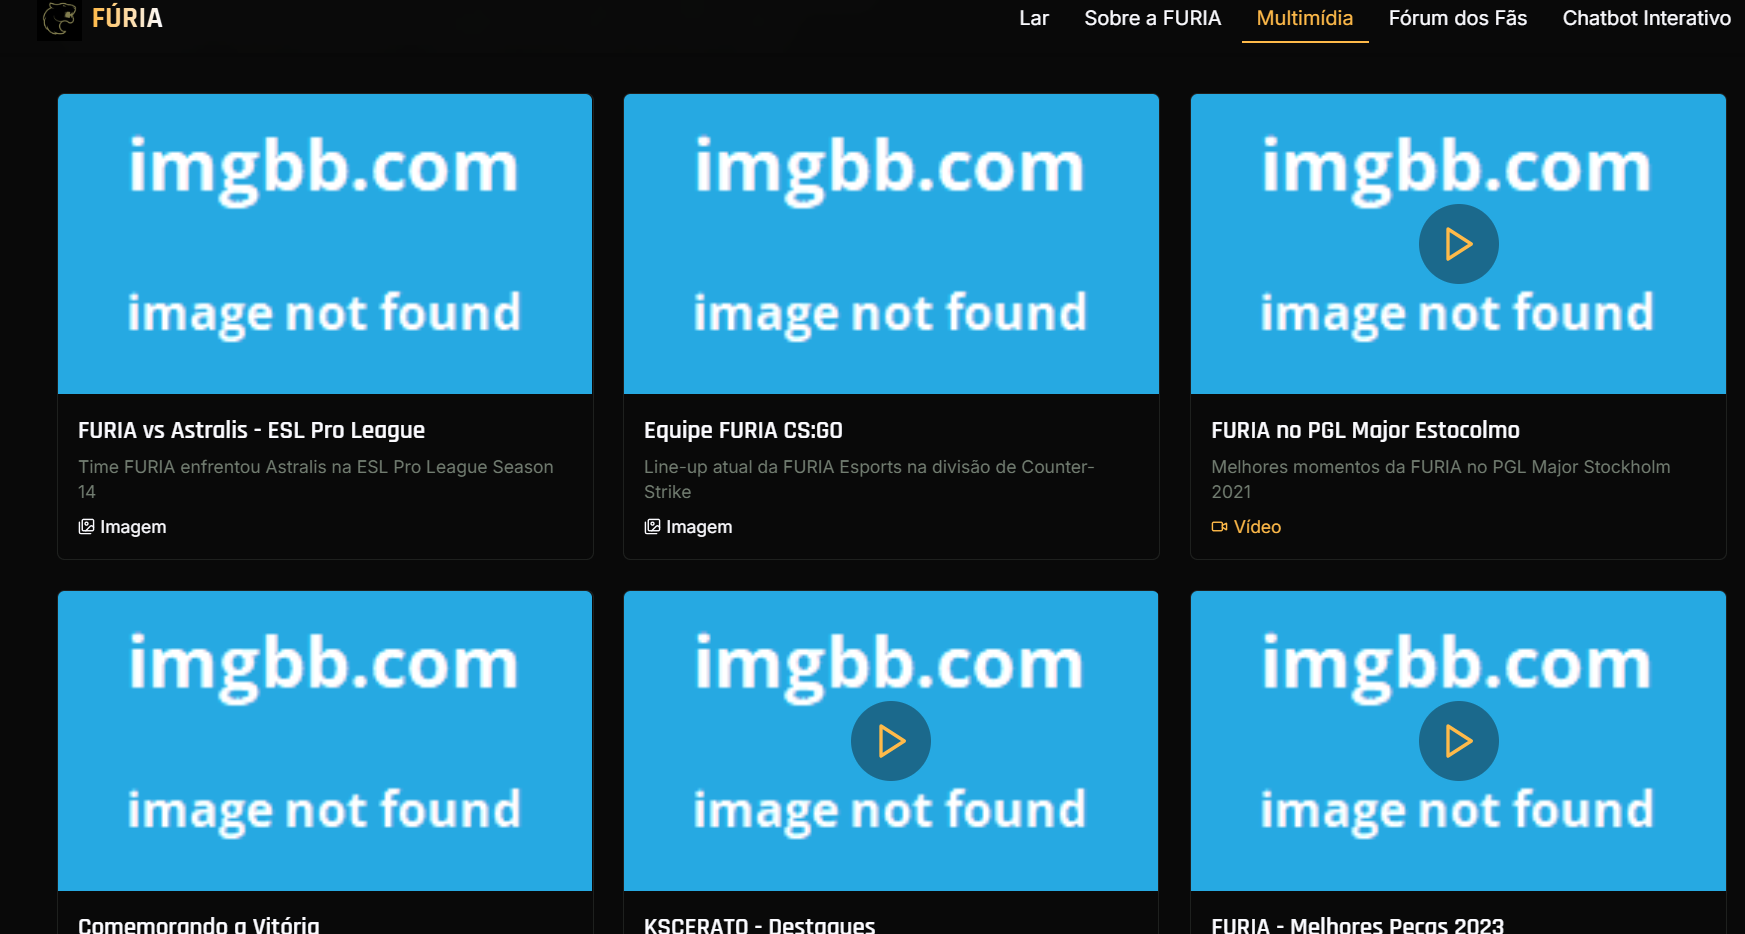 FÚRIA
Lar
Sobre a FURIA
Multimídia
Fórum dos Fãs
Chatbot Interativo
imgbb.com
image not found
FURIA vs Astralis - ESL Pro League
Time FURIA enfrentou Astralis na ESL Pro League Season
14
Imagem
imgbb.com
image not found
Equipe FURIA CS:GO
Line-up atual da FURIA Esports na divisão de Counter-
Strike
Imagem
imgbb.com
image not found
FURIA no PGL Major Estocolmo
Melhores momentos da FURIA no PGL Major Stockholm
2021
Vídeo
imgbb.com
image not found
Comemorando a Vitória
imgbb.com
image not found
KSCERATO - Destaques
imgbb.com
image not found
FURIA - Melhores Peças 2023